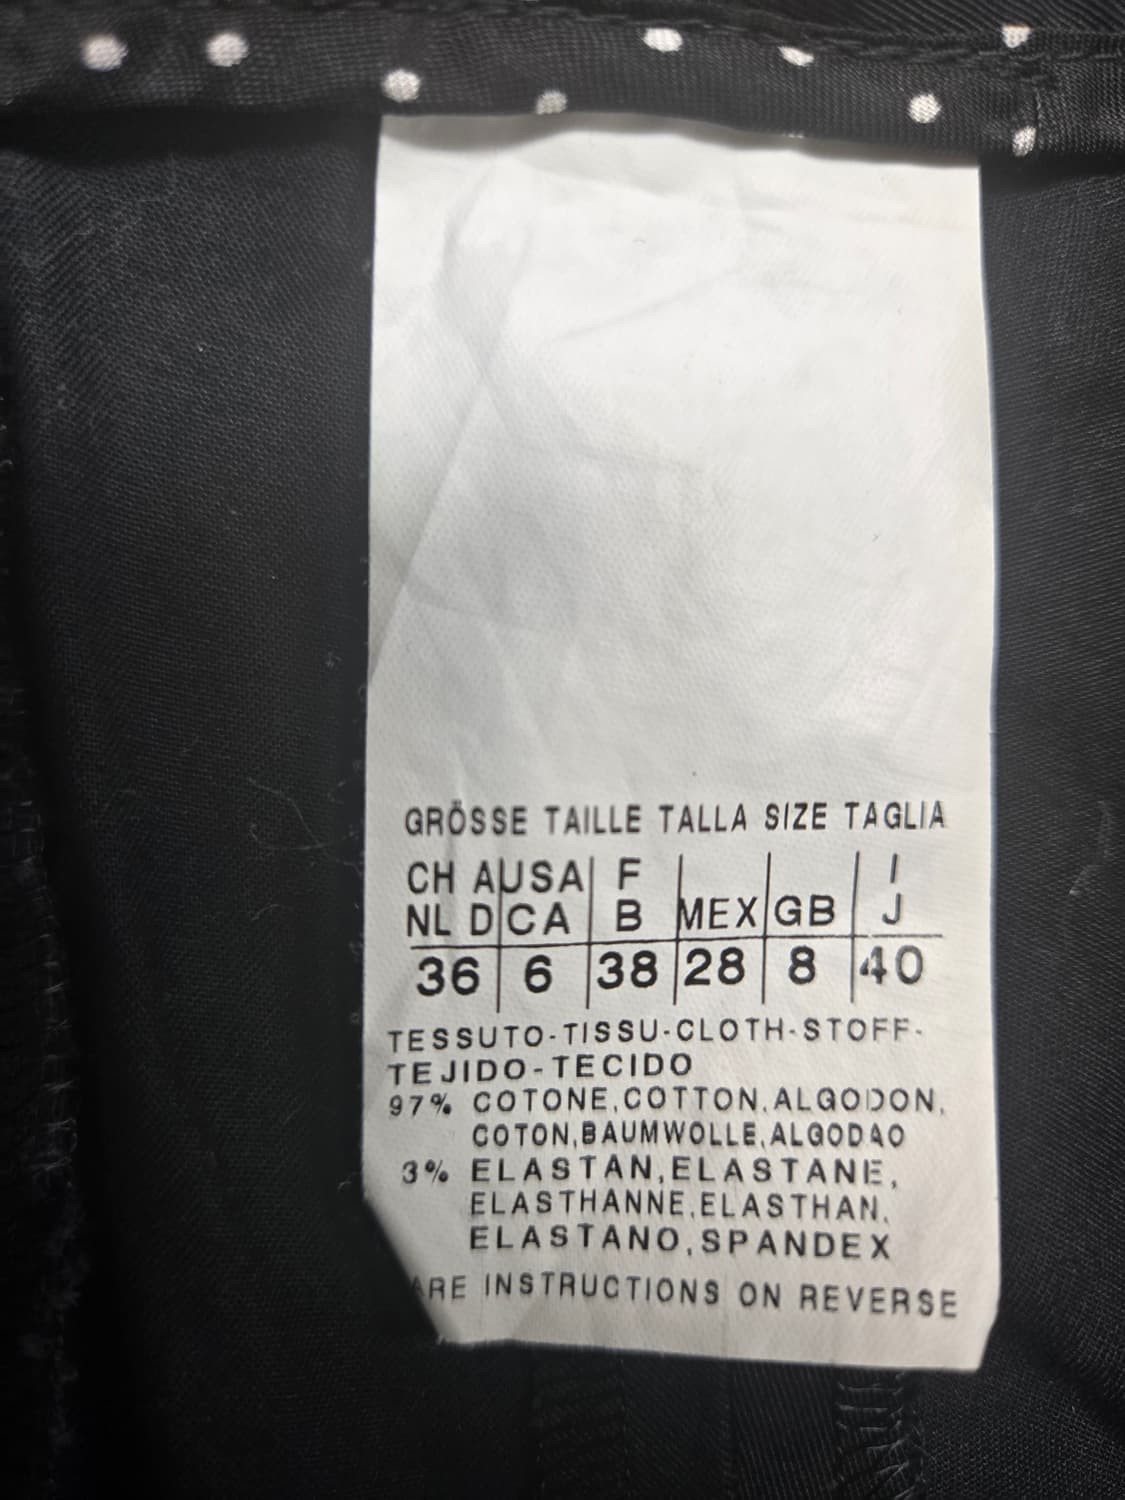 GRÖSSE TAILLE TALLA SIZE TAGLIA
CH A USA F I
NL D CA B MEX GB J
36 6 38 28 8 40
TESSUTO-TISSU-CLOTH-STOFF-
TEJIDO-TECIDO
97% COTONE,COTTON,ALGODON,
COTON,BAUMWOLLE,ALGODAO
3% ELASTAN,ELASTANE,
ELASTHANNE,ELASTHAN,
ELASTANO,SPANDEX
ARE INSTRUCTIONS ON REVERSE